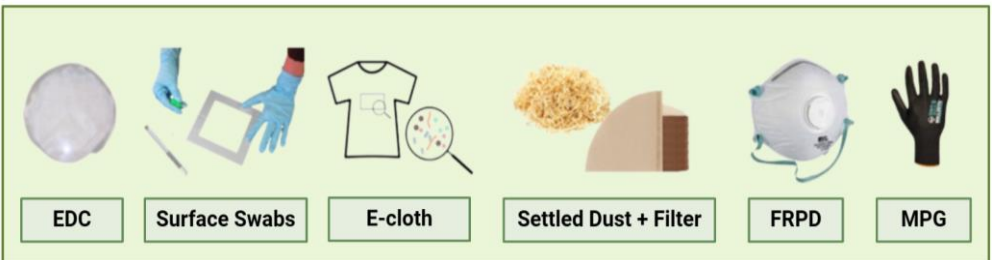 EDC
Surface Swabs
E-cloth
Settled Dust + Filter
FRPD
MPG